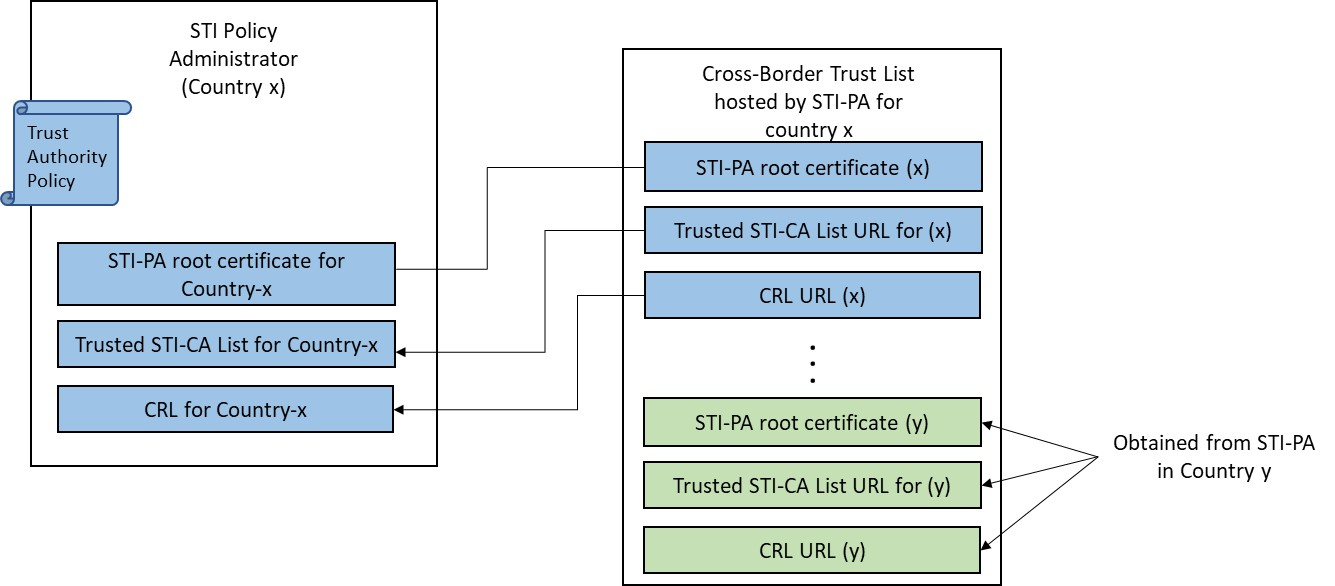 STI Policy
Administrator
(Country x)
Trust
Authority
Policy
STI-PA root certificate for
Country-x
Trusted STI-CA List for Country-x
CRL for Country-x
Cross-Border Trust List
hosted by STI-PA for
country x
STI-PA root certificate (x)
Trusted STI-CA List URL for (x)
CRL URL (x)
STI-PA root certificate (y)
Trusted STI-CA List URL for (y)
CRL URL (y)
Obtained from STI-PA
in Country y